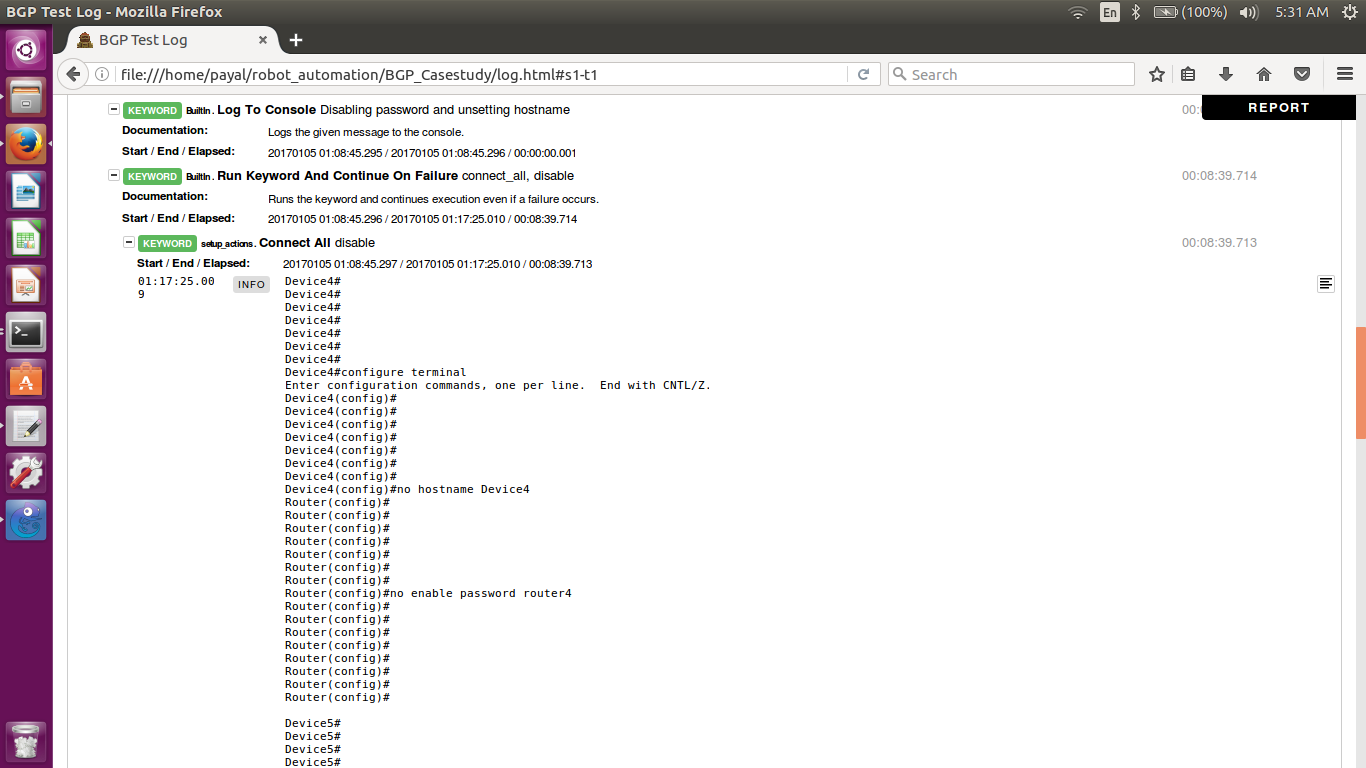 BGP Test Log - Mozilla Firefox
En
(100%)
5:31 AM
BGP Test Log
file:///home/payal/robot_automation/BGP_Casestudy/log.html#s1-t1
Search
REPORT
KEYWORD BuiltIn. Log To Console Disabling password and unsetting hostname 00:
Documentation: Logs the given message to the console.
Start / End / Elapsed: 20170105 01:08:45.295 / 20170105 01:08:45.296 / 00:00:00.001
KEYWORD BuiltIn. Run Keyword And Continue On Failure connect_all, disable 00:08:39.714
Documentation: Runs the keyword and continues execution even if a failure occurs.
Start / End / Elapsed: 20170105 01:08:45.296 / 20170105 01:17:25.010 / 00:08:39.714
KEYWORD setup_actions. Connect All disable 00:08:39.713
Start / End / Elapsed: 20170105 01:08:45.297 / 20170105 01:17:25.010 / 00:08:39.713
01:17:25.009 INFO Device4#
Device4#
Device4#
Device4#
Device4#
Device4#
Device4#
Device4#configure terminal
Enter configuration commands, one per line.  End with CNTL/Z.
Device4(config)#
Device4(config)#
Device4(config)#
Device4(config)#
Device4(config)#
Device4(config)#
Device4(config)#
Device4(config)#no hostname Device4
Router(config)#
Router(config)#
Router(config)#
Router(config)#
Router(config)#
Router(config)#
Router(config)#
Router(config)#no enable password router4
Router(config)#
Router(config)#
Router(config)#
Router(config)#
Router(config)#
Router(config)#
Router(config)#
Router(config)#
Device5#
Device5#
Device5#
Device5#